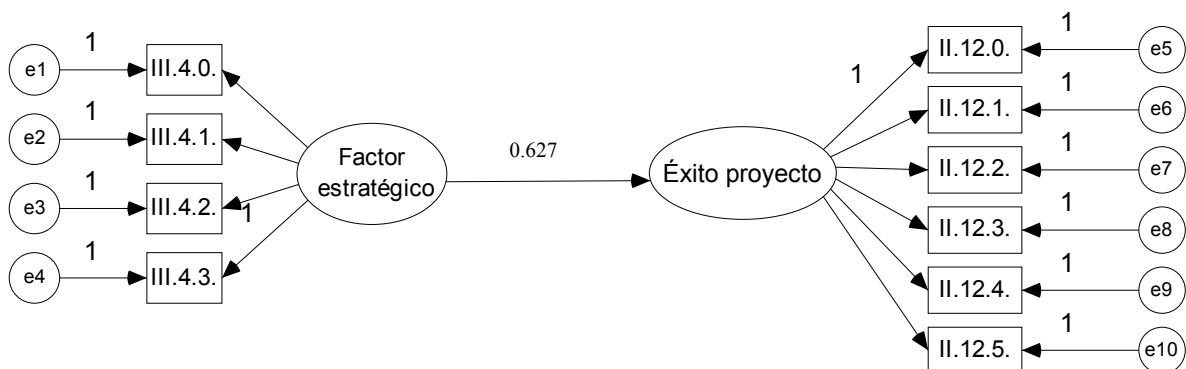 1
e1
III.4.0.
1
e2
III.4.1.
1
e3
III.4.2.
1
1
e4
III.4.3.
Factor
estratégico
0.627
Éxito proyecto
1
II.12.0.
1
e5
II.12.1.
1
e6
II.12.2.
1
e7
II.12.3.
1
e8
II.12.4.
1
e9
II.12.5.
1
e10